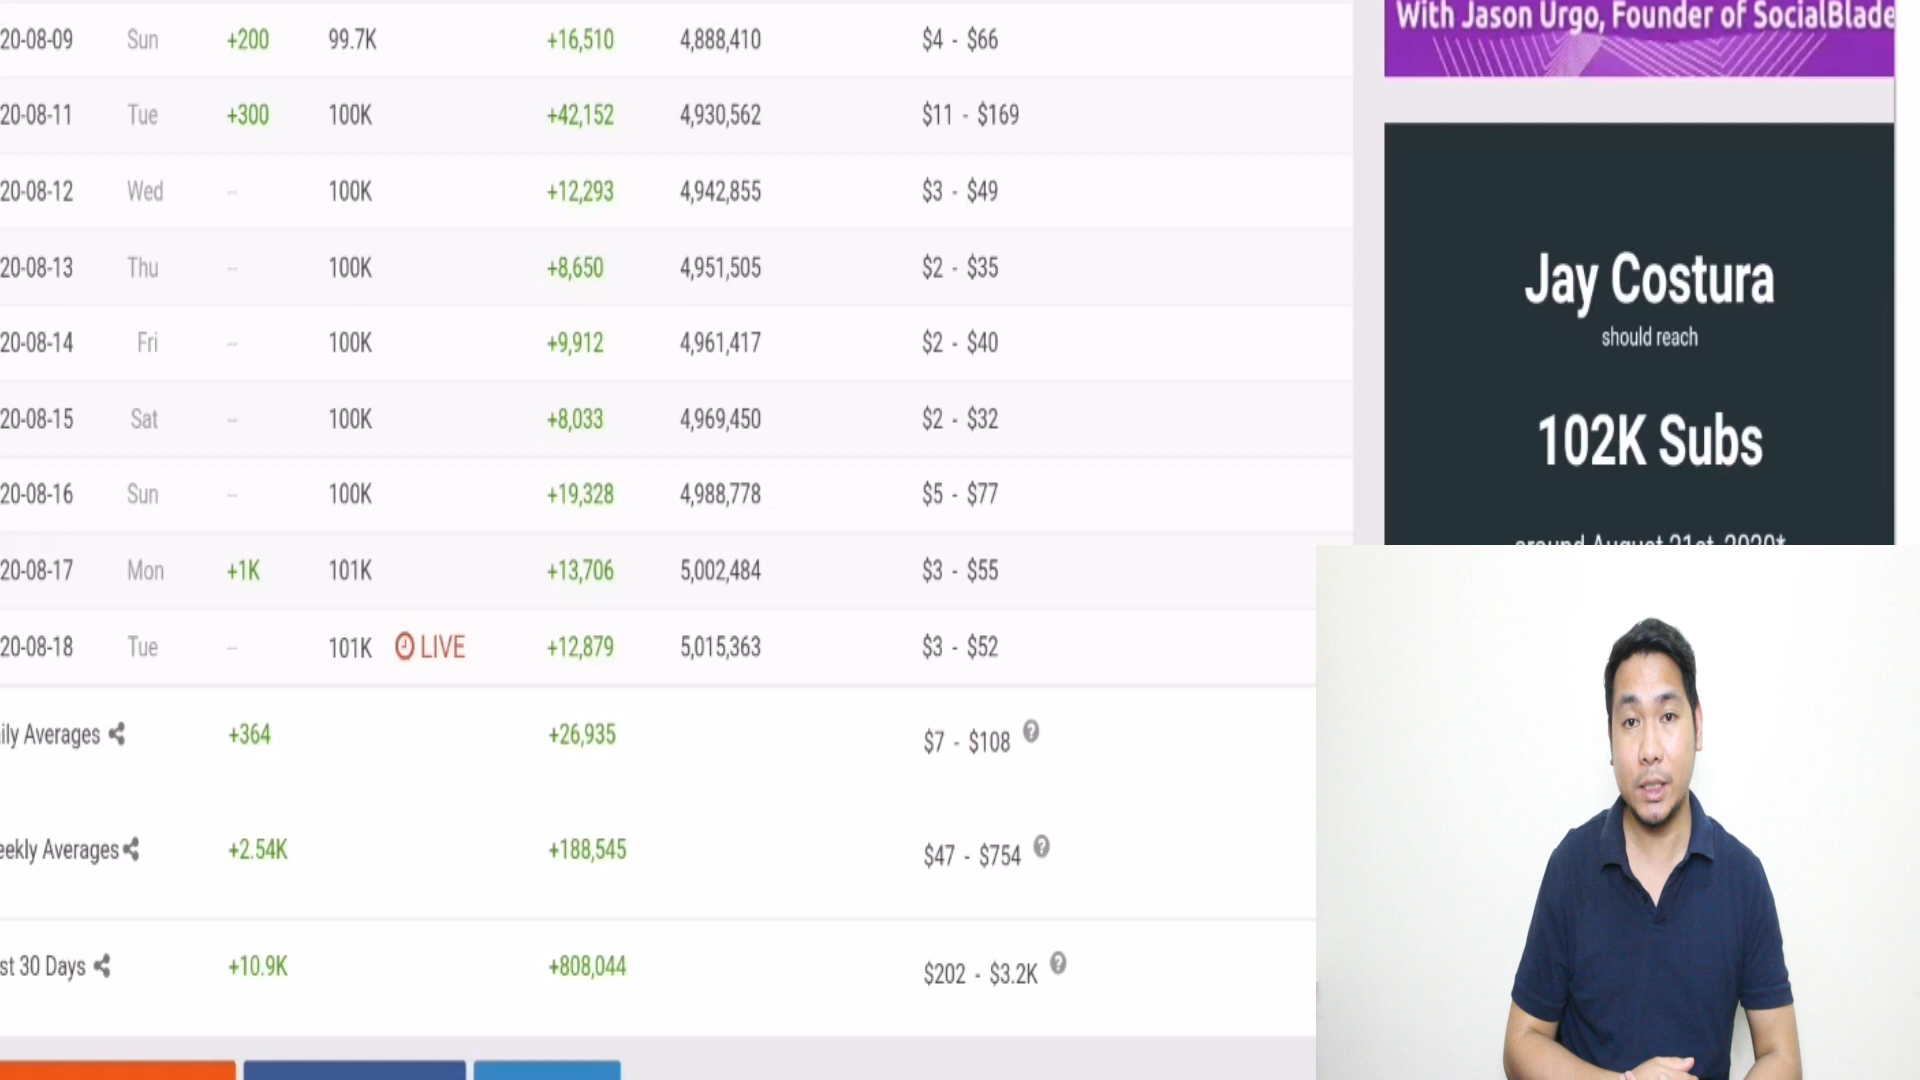 With Jason Urgo, Founder of SocialBlade
20-08-09 Sun +200 99.7K +16,510 4,888,410 $4 - $66
20-08-11 Tue +300 100K +42,152 4,930,562 $11 - $169
20-08-12 Wed -- 100K +12,293 4,942,855 $3 - $49
20-08-13 Thu -- 100K +8,650 4,951,505 $2 - $35
20-08-14 Fri -- 100K +9,912 4,961,417 $2 - $40
20-08-15 Sat -- 100K +8,033 4,969,450 $2 - $32
20-08-16 Sun -- 100K +19,328 4,988,778 $5 - $77
20-08-17 Mon +1K 101K +13,706 5,002,484 $3 - $55
20-08-18 Tue -- 101K LIVE +12,879 5,015,363 $3 - $52
ily Averages +364 +26,935 $7 - $108 ?
eekly Averages +2.54K +188,545 $47 - $754 ?
st 30 Days +10.9K +808,044 $202 - $3.2K ?
Jay Costura
should reach
102K Subs
around August 21st, 2020*